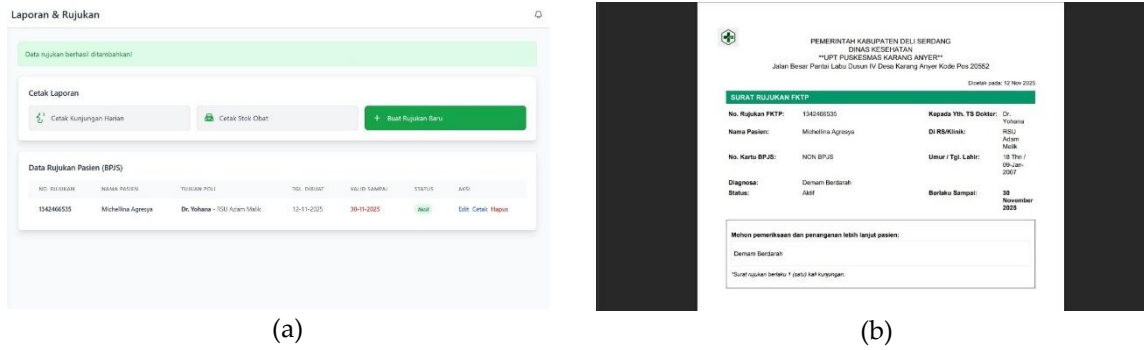 Laporan & Rujukan
Data rujukan berhasil ditambahkan!
Cetak Laporan
Cetak Kunjungan Harian
Cetak Stok Obat
+ Buat Rujukan Baru
Data Rujukan Pasien (BPJS)
NO. RUJUKAN NAMA PASIEN TUJUAN POLI TGL. DIBUAT VALID SAMPAI STATUS AKSI
1342466535 Michellina Agresya Dr. Yohana - RSU Adam Malik 12-11-2025 30-11-2025 Aktif Edit Cetak Hapus
(a)
PEMERINTAH KABUPATEN DELI SERDANG
DINAS KESEHATAN
**UPT PUSKESMAS KARANG ANYER**
Jalan Besar Pantai Labu Dusun IV Desa Karang Anyer Kode Pos 20552
Dicetak pada: 12 Nov 2025
SURAT RUJUKAN FKTP
No. Rujukan FKTP: 1342466535 Kepada Yth. TS Dokter: Dr.
Yohana
Nama Pasien: Michellina Agresya Di RS/Klinik: RSU
Adam
Malik
No. Kartu BPJS: NON BPJS Umur / Tgl. Lahir: 18 Thn /
09-Jan-
2007
Diagnosa: Demam Berdarah
Status: Aktif Berlaku Sampai: 30
November
2025
Mohon pemeriksaan dan penanganan lebih lanjut pasien:
Demam Berdarah
*Surat rujukan berlaku 1 (satu) kali kunjungan.
(b)